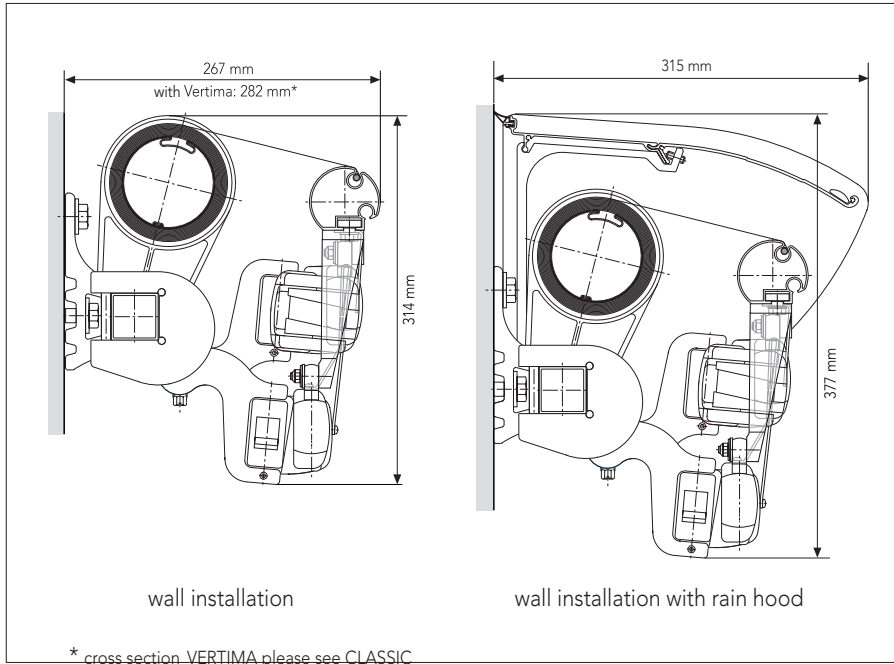 267 mm
with Vertima: 282 mm*
315 mm
314 mm
377 mm
wall installation
wall installation with rain hood
* cross section VERTIMA please see CLASSIC